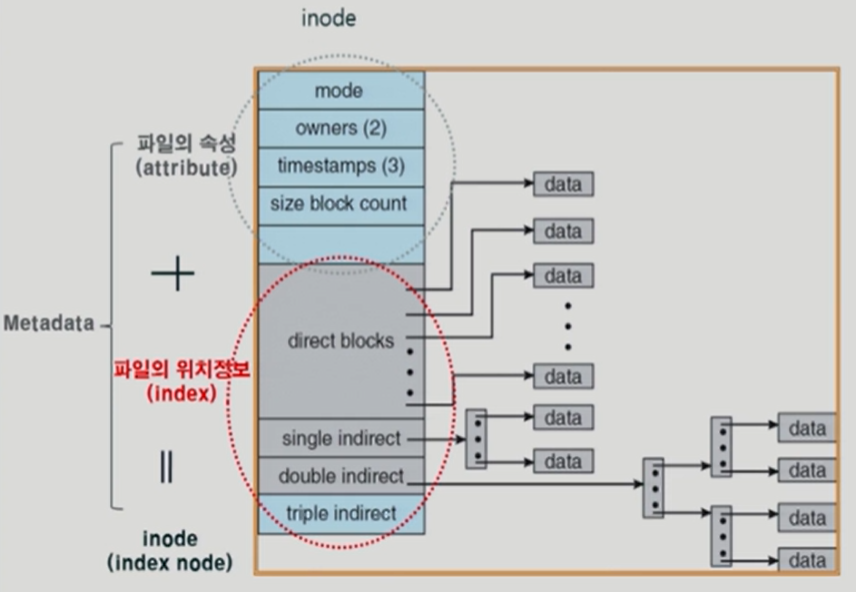 inode
mode
owners (2)
timestamps (3)
size block count
direct blocks
single indirect
double indirect
triple indirect
파일의 속성
(attribute)
+
Metadata
파일의 위치정보
(index)
=
inode
(index node)
data
data
data
data
data
data
data
data
data
data